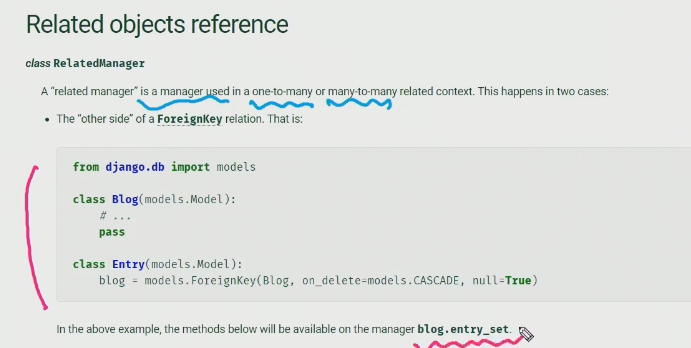 Related objects reference
class RelatedManager
A “related manager” is a manager used in a one-to-many or many-to-many related context. This happens in two cases:
• The “other side” of a ForeignKey relation. That is:
from django.db import models
class Blog(models.Model):
# ...
pass
class Entry(models.Model):
blog = models.ForeignKey(Blog, on_delete=models.CASCADE, null=True)
In the above example, the methods below will be available on the manager blog.entry_set.